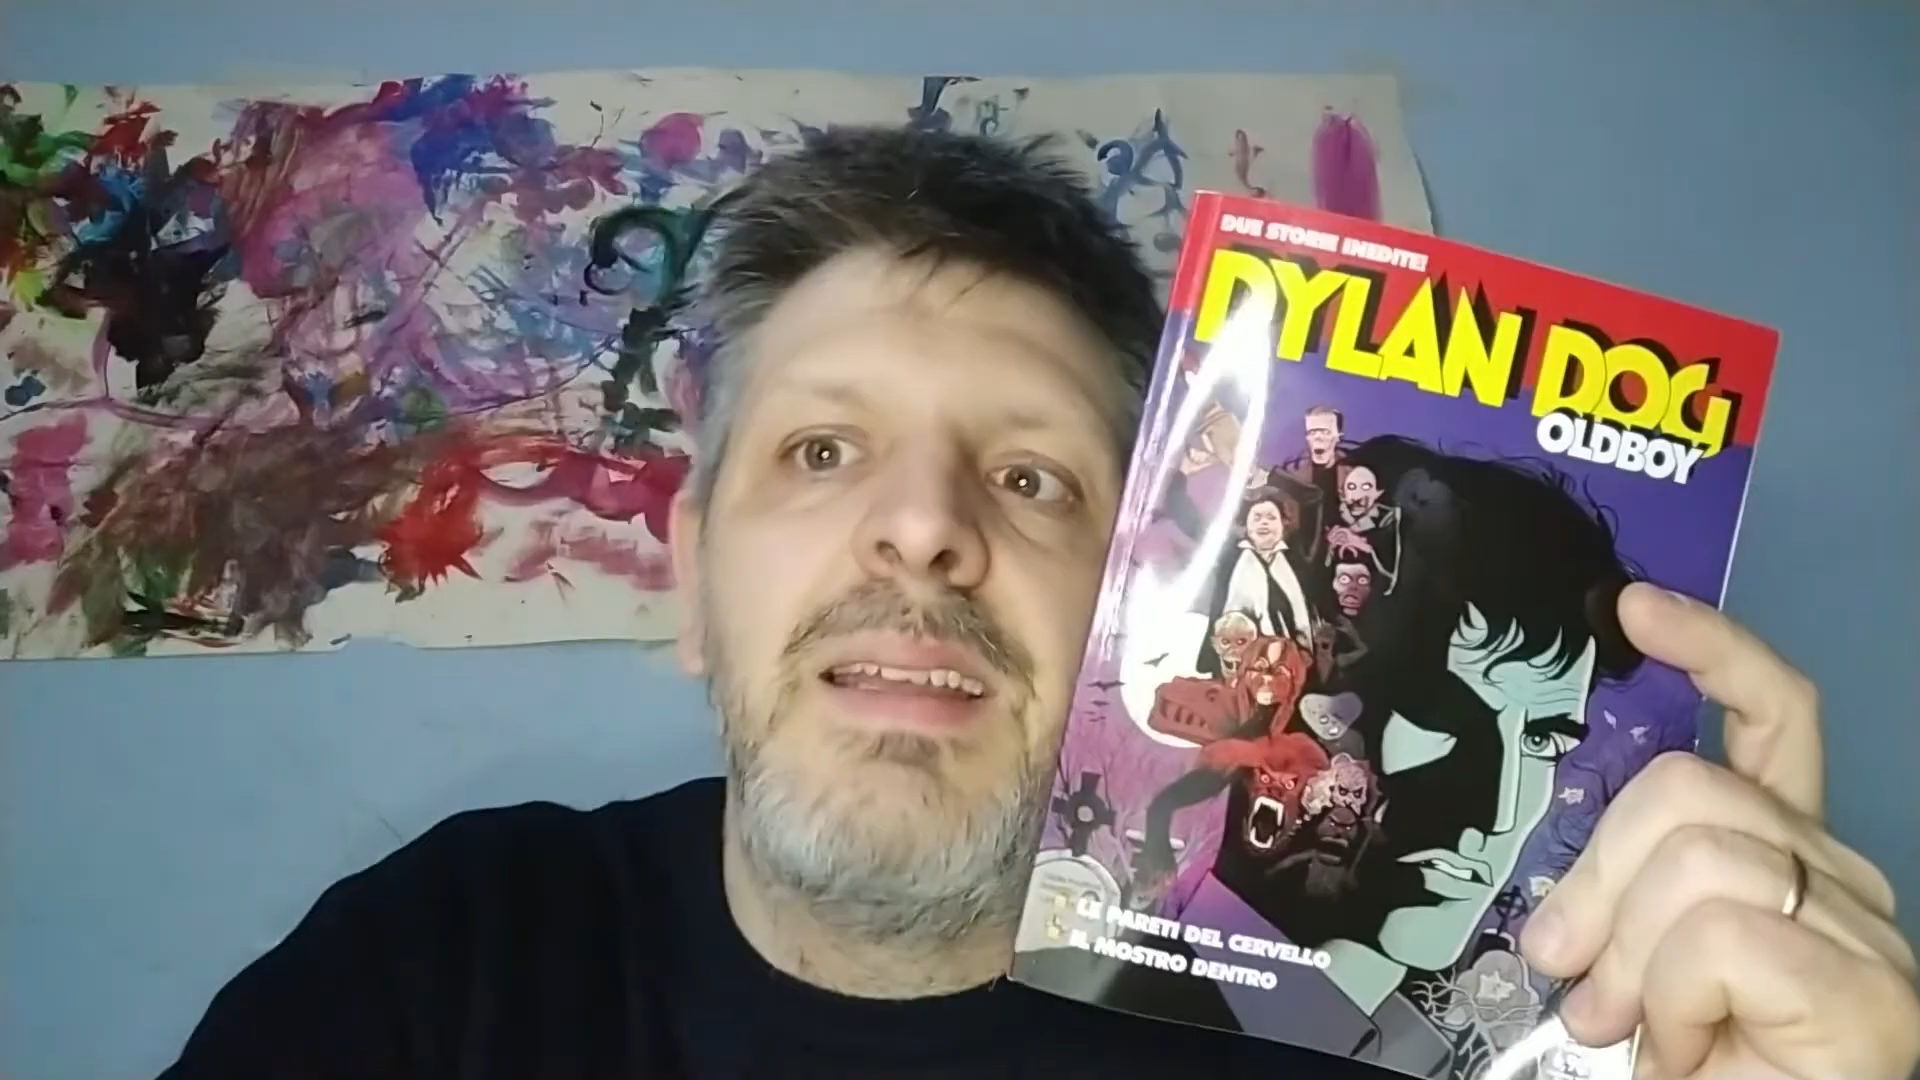 DUE STORIE INEDITE!
DYLAN DOG
OLDBOY
LE PARETI DEL CERVELLO
IL MOSTRO DENTRO